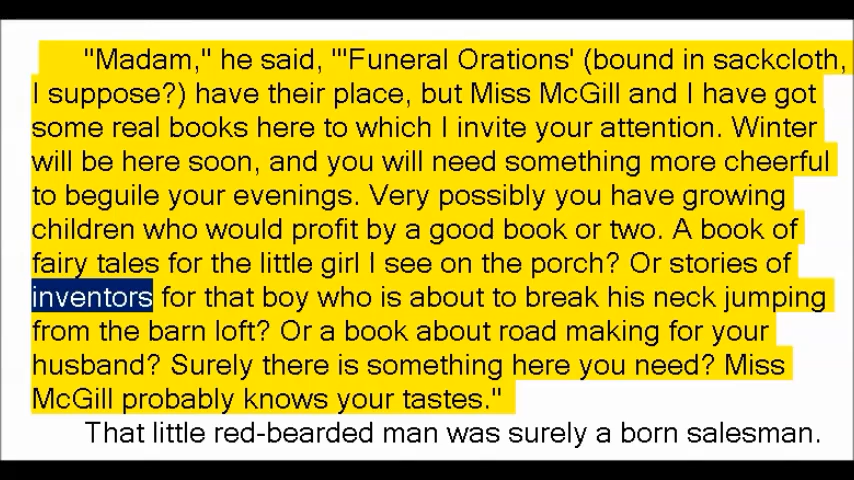 "Madam," he said, "'Funeral Orations' (bound in sackcloth,
I suppose?) have their place, but Miss McGill and I have got
some real books here to which I invite your attention. Winter
will be here soon, and you will need something more cheerful
to beguile your evenings. Very possibly you have growing
children who would profit by a good book or two. A book of
fairy tales for the little girl I see on the porch? Or stories of
inventors for that boy who is about to break his neck jumping
from the barn loft? Or a book about road making for your
husband? Surely there is something here you need? Miss
McGill probably knows your tastes."
That little red-bearded man was surely a born salesman.